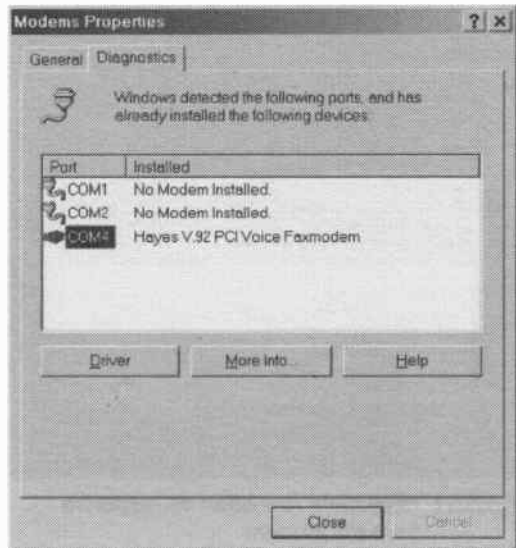 Modems Properties ? ×
General Diagnostics
Windows detected the following ports, and has
already installed the following devices:
Port Installed
COM1 No Modem Installed.
COM2 No Modem Installed.
COM4 Hayes V.92 PCI Voice Faxmodem
Driver More Info... Help
Close Cancel